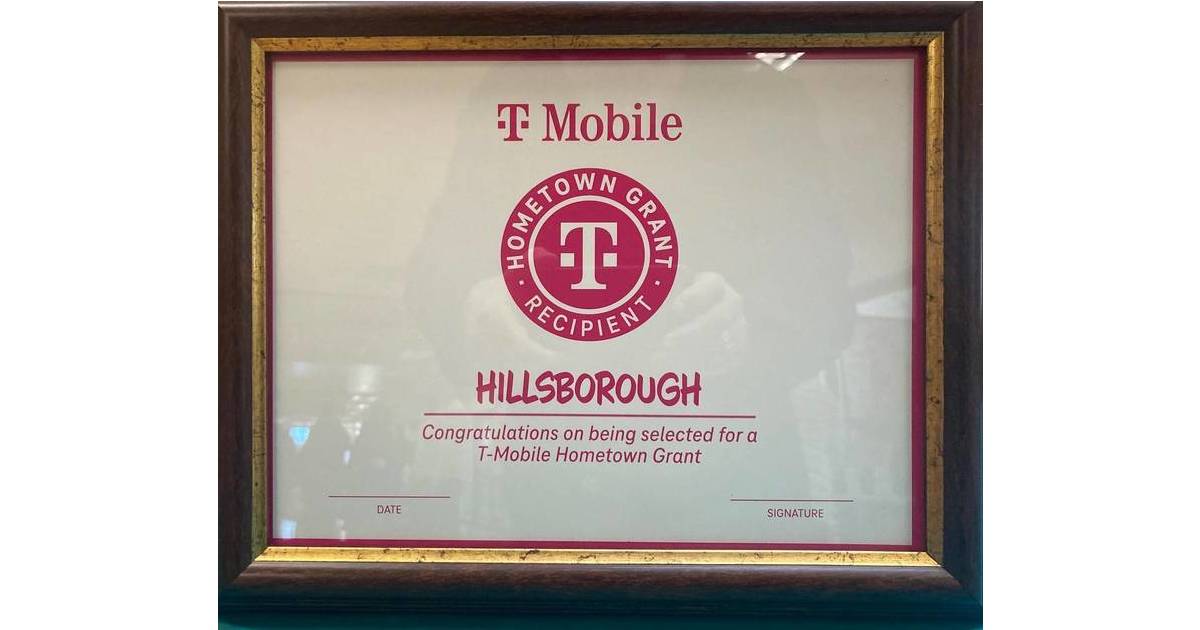 T Mobile
HOMETOWN GRANT
T
RECIPIENT
HILLSBOROUGH
Congratulations on being selected for a
T-Mobile Hometown Grant
DATE
SIGNATURE